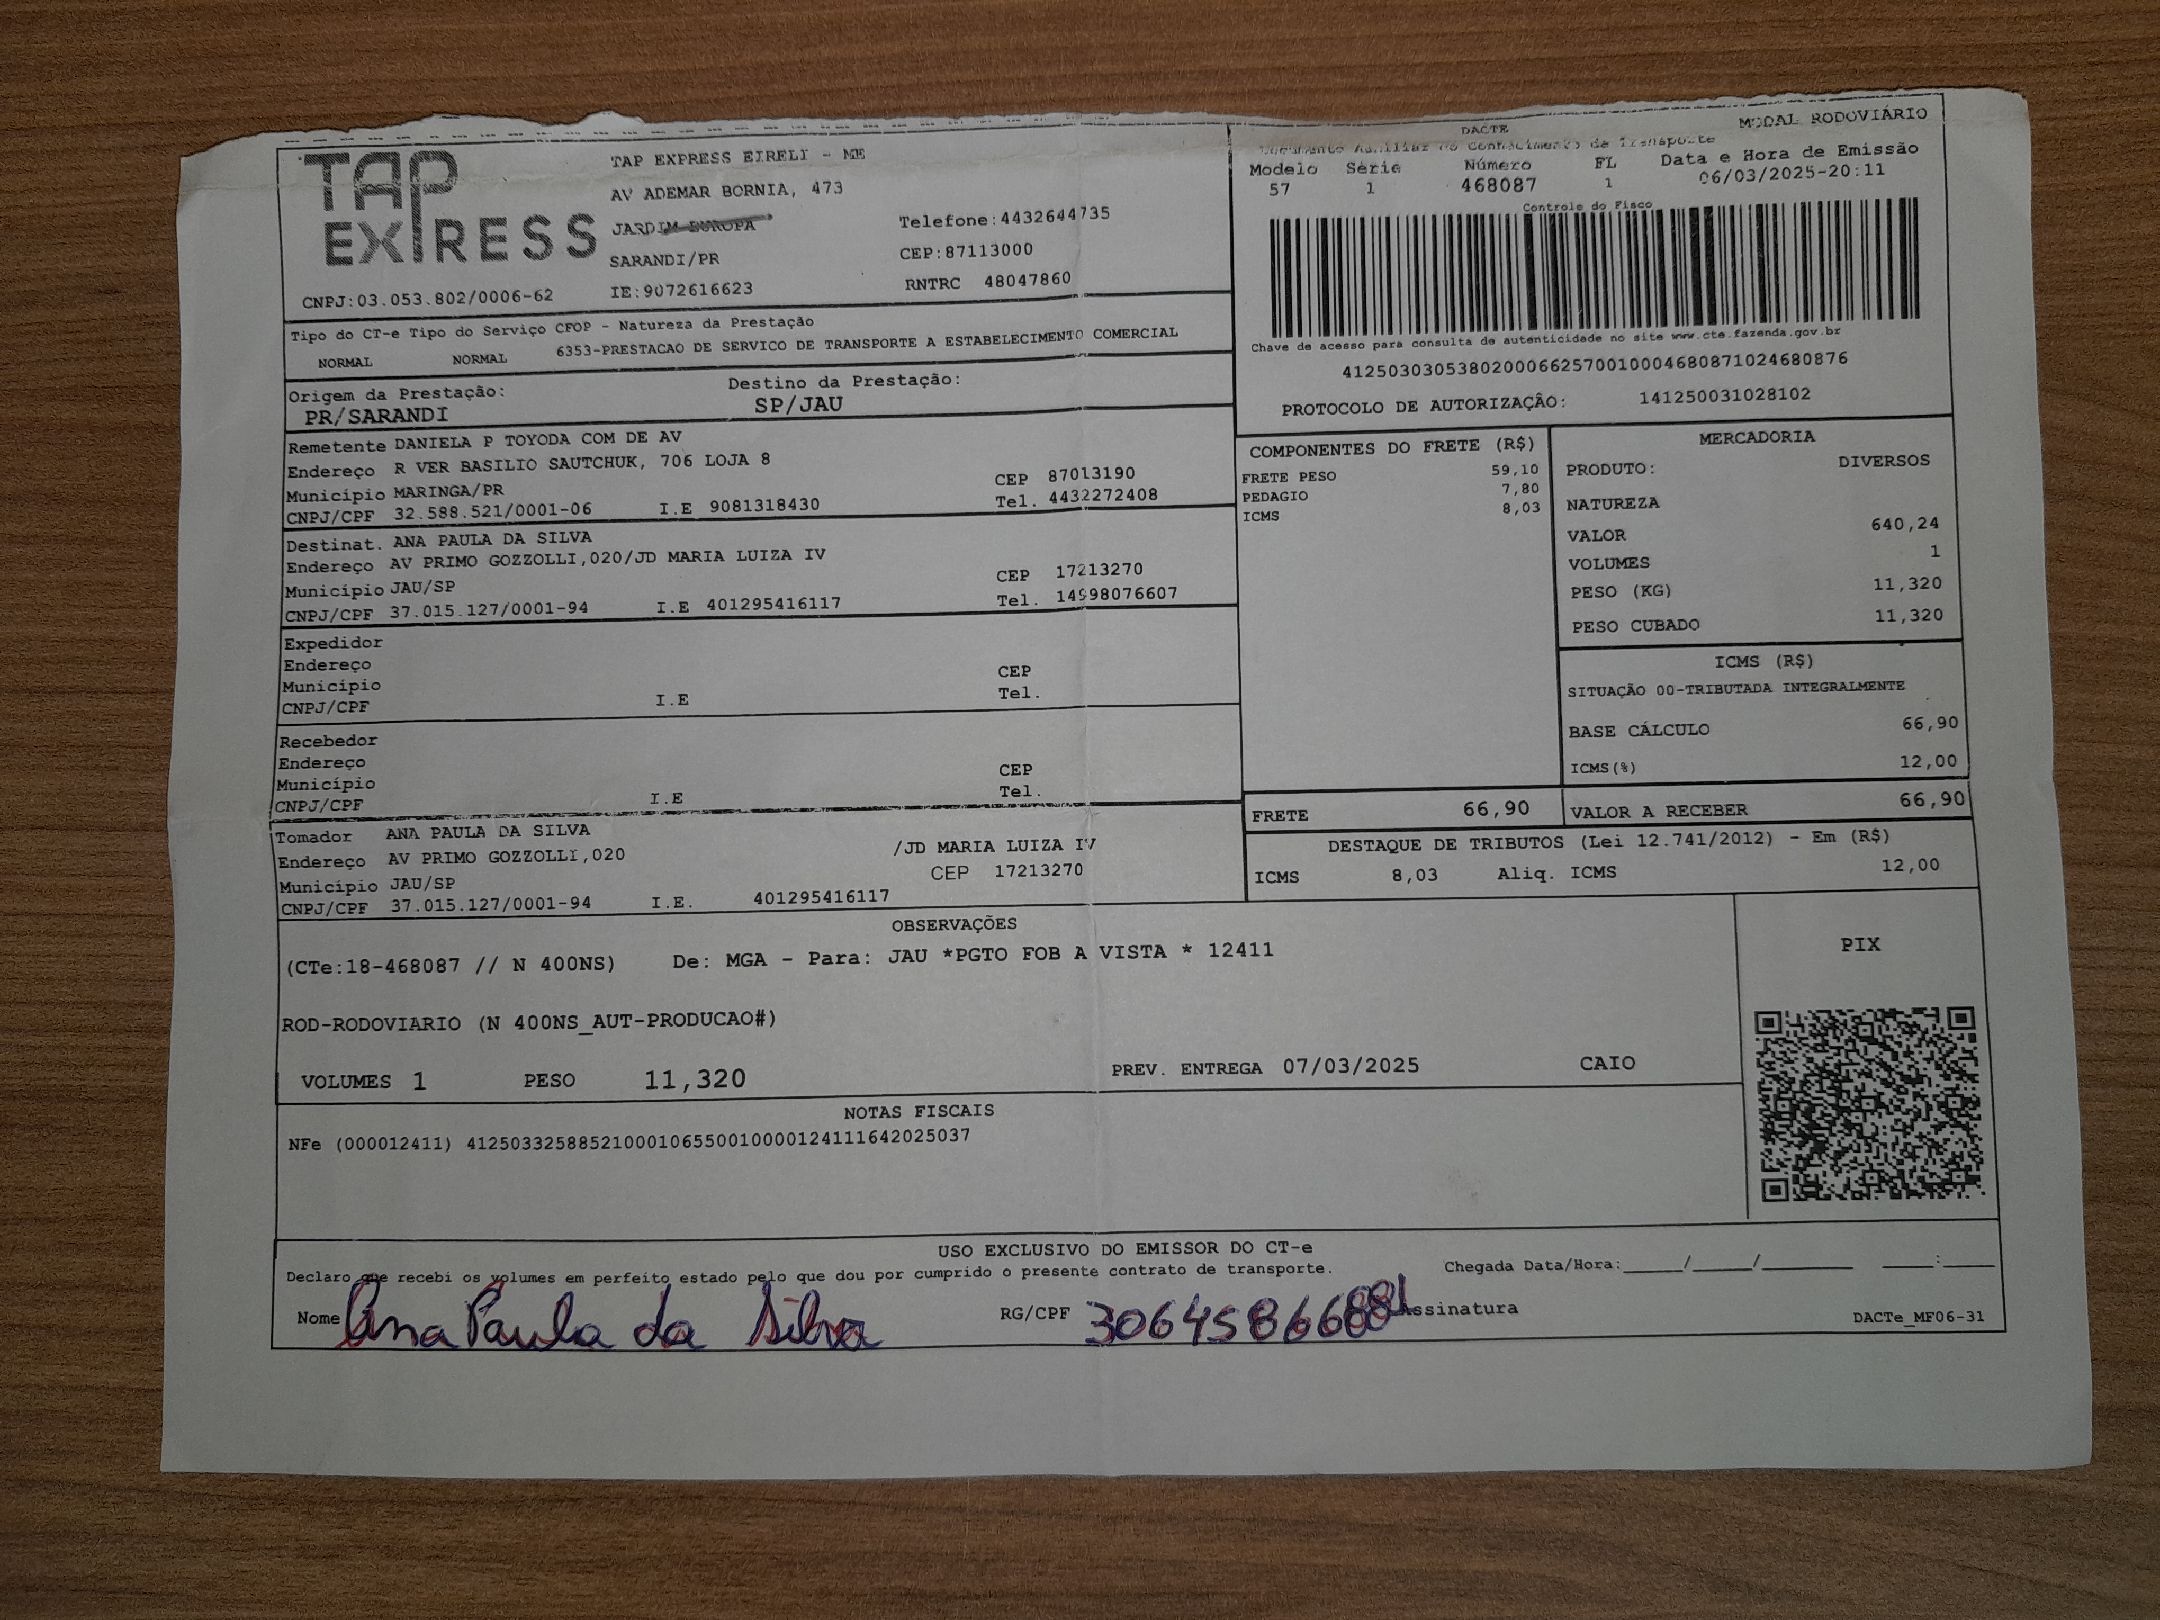 TAP EXPRESS
TAP EXPRESS EIRELI - ME
AV ADEMAR BORNIA, 473
JARDIM EUROPA
Telefone:4432644735
SARANDI/PR
CEP:87113000
CNPJ:03.053.802/0006-62
IE:9072616623
RNTRC 48047860
DACTE
Documento Auxiliar do Conhecimento de Transporte
MODAL RODOVIÁRIO
Modelo Série Número FL Data e Hora de Emissão
57 1 468087 1 06/03/2025-20:11
Controle do Fisco
Chave de acesso para consulta de autenticidade no site www.cte.fazenda.gov.br
41250303053802000662570010004680871024680876
PROTOCOLO DE AUTORIZAÇÃO: 141250031028102
Tipo do CT-e Tipo do Serviço CFOP - Natureza da Prestação
NORMAL NORMAL 6353-PRESTACAO DE SERVICO DE TRANSPORTE A ESTABELECIMENTO COMERCIAL
Origem da Prestação: Destino da Prestação:
PR/SARANDI SP/JAU
Remetente DANIELA P TOYODA COM DE AV
Endereço R VER BASILIO SAUTCHUK, 706 LOJA 8 CEP 87013190
Município MARINGA/PR Tel. 4432272408
CNPJ/CPF 32.588.521/0001-06 I.E 9081318430
Destinat. ANA PAULA DA SILVA
Endereço AV PRIMO GOZZOLLI,020/JD MARIA LUIZA IV
Município JAU/SP CEP 17213270
CNPJ/CPF 37.015.127/0001-94 I.E 401295416117 Tel. 14998076607
Expedidor
Endereço CEP
Município Tel.
CNPJ/CPF I.E
Recebedor
Endereço CEP
Município Tel.
CNPJ/CPF I.E
Tomador ANA PAULA DA SILVA
Endereço AV PRIMO GOZZOLLI,020 /JD MARIA LUIZA IV
Município JAU/SP CEP 17213270
CNPJ/CPF 37.015.127/0001-94 I.E. 401295416117
COMPONENTES DO FRETE (R$)
FRETE PESO 59,10
PEDAGIO 7,80
ICMS 8,03
MERCADORIA
PRODUTO: DIVERSOS
NATUREZA
VALOR 640,24
VOLUMES 1
PESO (KG) 11,320
PESO CUBADO 11,320
ICMS (R$)
SITUAÇÃO 00-TRIBUTADA INTEGRALMENTE
BASE CÁLCULO 66,90
ICMS(%) 12,00
FRETE 66,90 VALOR A RECEBER 66,90
DESTAQUE DE TRIBUTOS (Lei 12.741/2012) - Em (R$)
ICMS 8,03 Aliq. ICMS 12,00
OBSERVAÇÕES
(CTe:18-468087 // N 400NS) De: MGA - Para: JAU *PGTO FOB A VISTA * 12411
ROD-RODOVIARIO (N 400NS_AUT-PRODUCAO#)
VOLUMES 1 PESO 11,320 PREV. ENTREGA 07/03/2025 CAIO
PIX
NOTAS FISCAIS
NFe (000012411) 41250332588521000106550010000124111642025037
USO EXCLUSIVO DO EMISSOR DO CT-e
Declaro que recebi os volumes em perfeito estado pelo que dou por cumprido o presente contrato de transporte. Chegada Data/Hora:_____/_____/________ ____:____
Nome Ana Paula da Silva RG/CPF Assinatura
DACTe_MF06-31